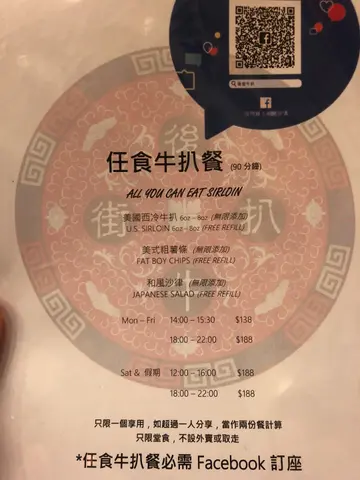 任食牛扒餐 (90 分鐘)
ALL YOU CAN EAT SIRLOIN
美國西冷牛扒 6oz – 8oz (無限添加)
U.S. SIRLOIN 6oz – 8oz (FREE REFILL)
美式粗薯條 (無限添加)
FAT BOY CHIPS (FREE REFILL)
和風沙律 (無限添加)
JAPANESE SALAD (FREE REFILL)
Mon – Fri 14:00 – 15:30 $138
18:00 – 22:00 $188
Sat & 假期 12:00 – 16:00 $188
18:00 – 22:00 $188
只限一個享用，如超過一人分享，當作兩份餐計算
只限堂食，不設外賣或取走
*任食牛扒餐必需 Facebook 訂座
後
街
扒
牛